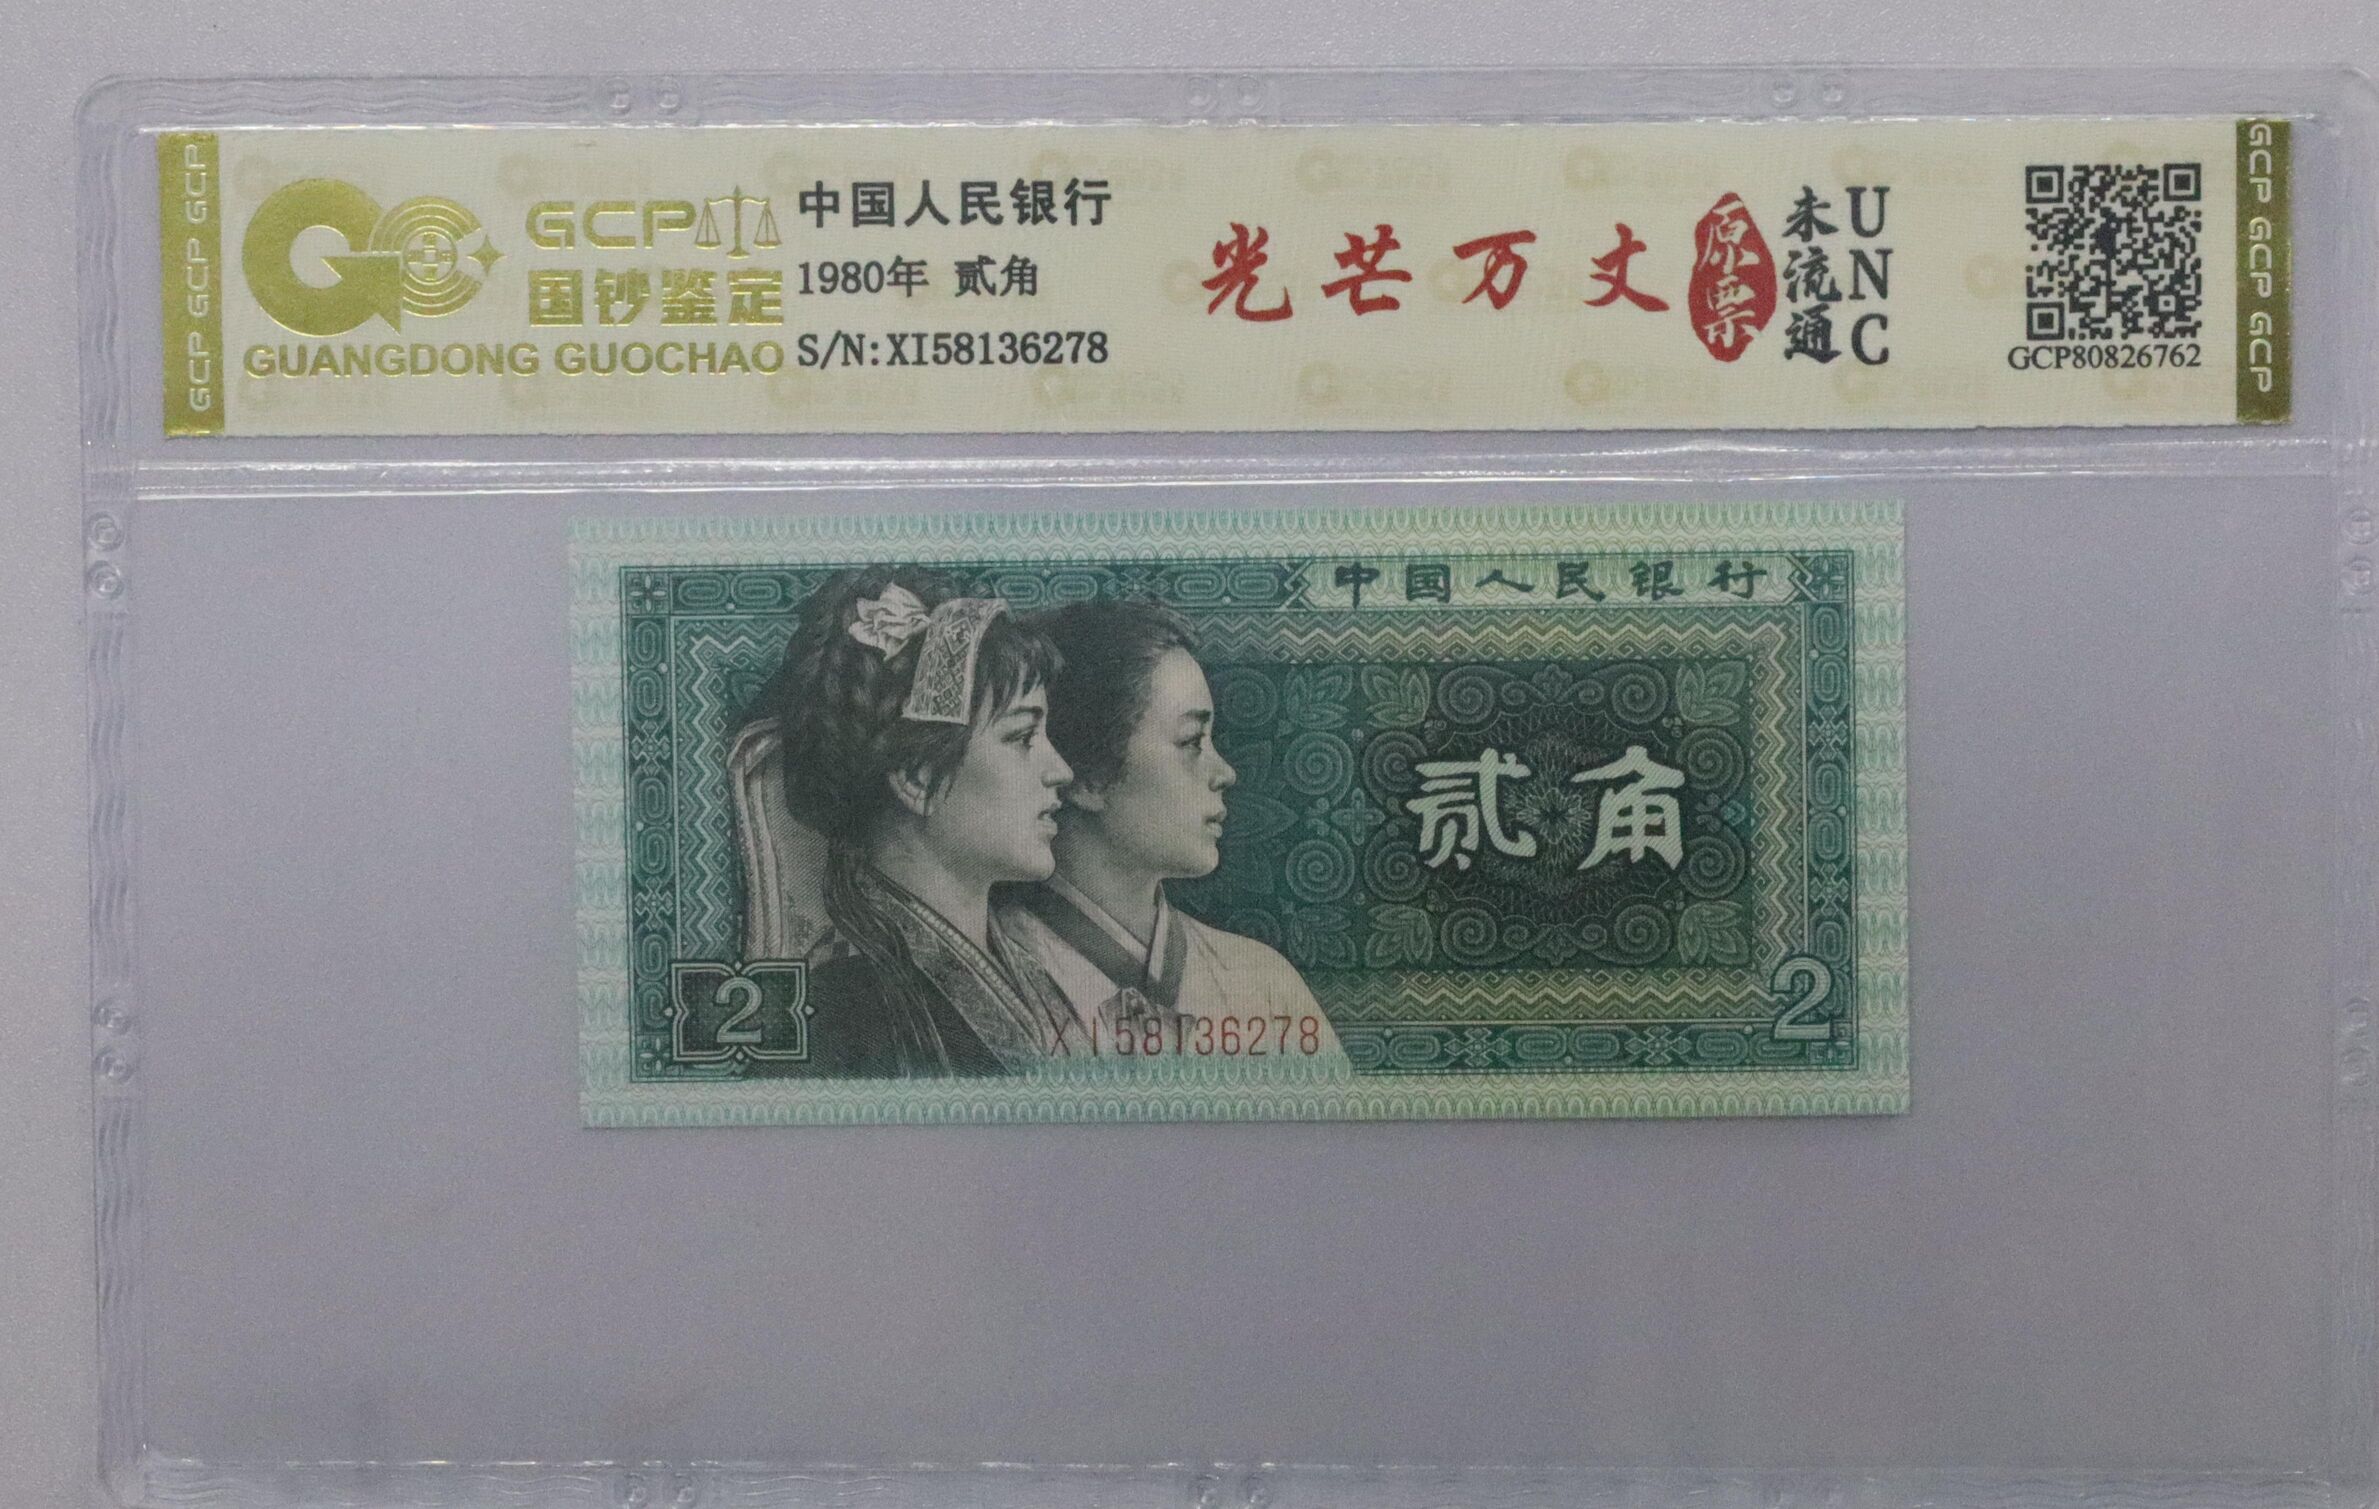 GCP GCP GCP
GCP
国钞鉴定
GUANGDONG GUOCHAO
中国人民银行
1980年 贰角
S/N:XI58136278
光芒万丈
原票
未流通
UNC
GCP80826762
GCP GCP GCP
中国人民银行
贰角
2
XI58136278
2